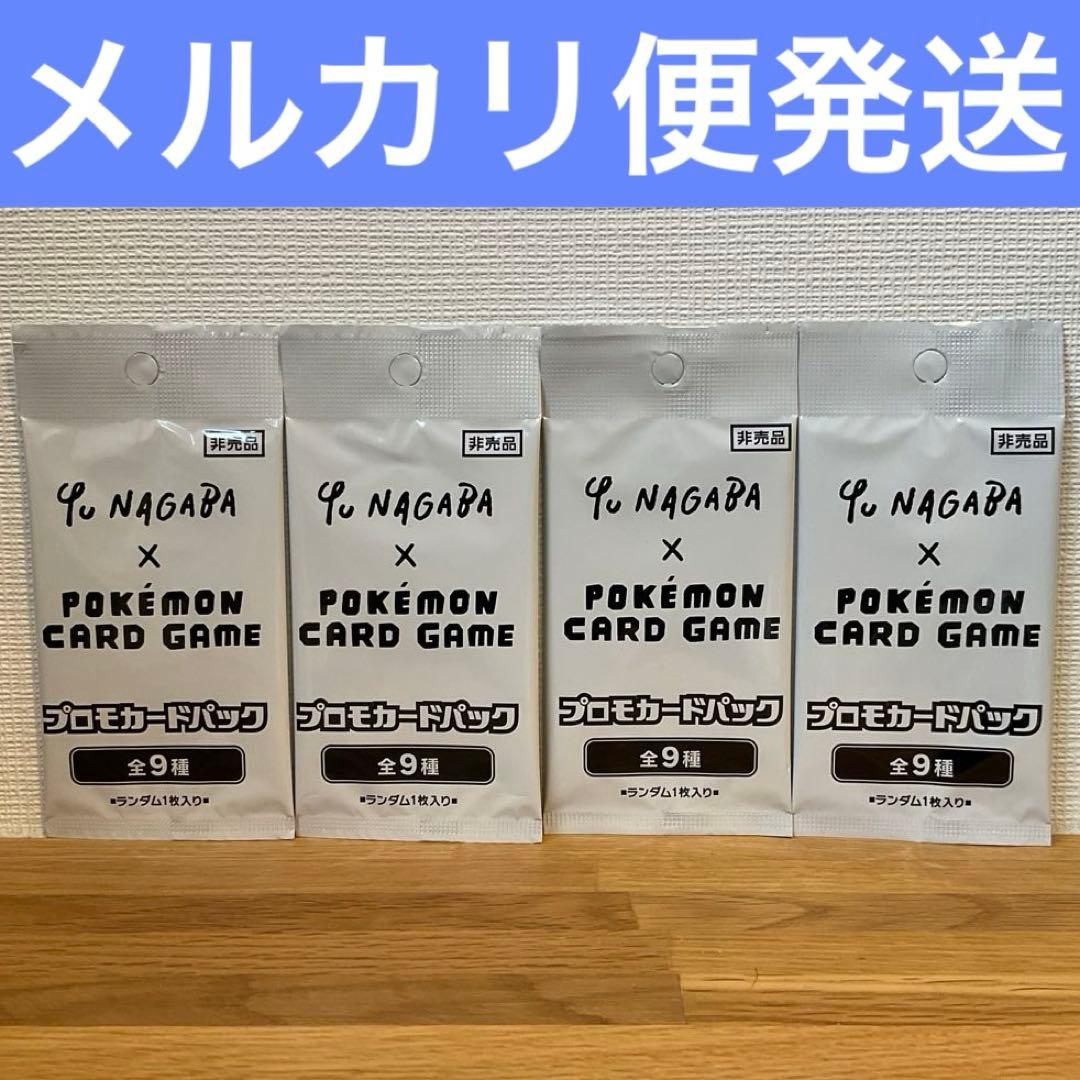 メルカリ便発送
非売品
YU NAGABA
×
POKÉMON
CARD GAME
プロモカードパック
全9種
■ランダム1枚入り■
非売品
YU NAGABA
×
POKÉMON
CARD GAME
プロモカードパック
全9種
■ランダム1枚入り■
非売品
YU NAGABA
×
POKÉMON
CARD GAME
プロモカードパック
全9種
■ランダム1枚入り■
非売品
YU NAGABA
×
POKÉMON
CARD GAME
プロモカードパック
全9種
■ランダム1枚入り■